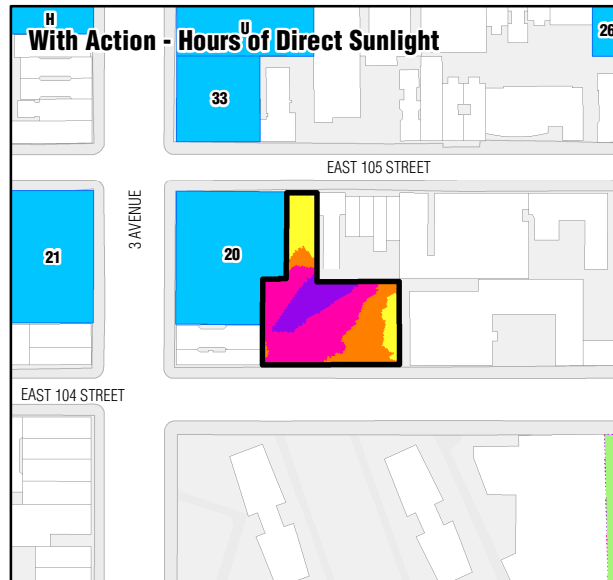 H
U
26
With Action - Hours of Direct Sunlight
33
EAST 105 STREET
3 AVENUE
21
20
EAST 104 STREET